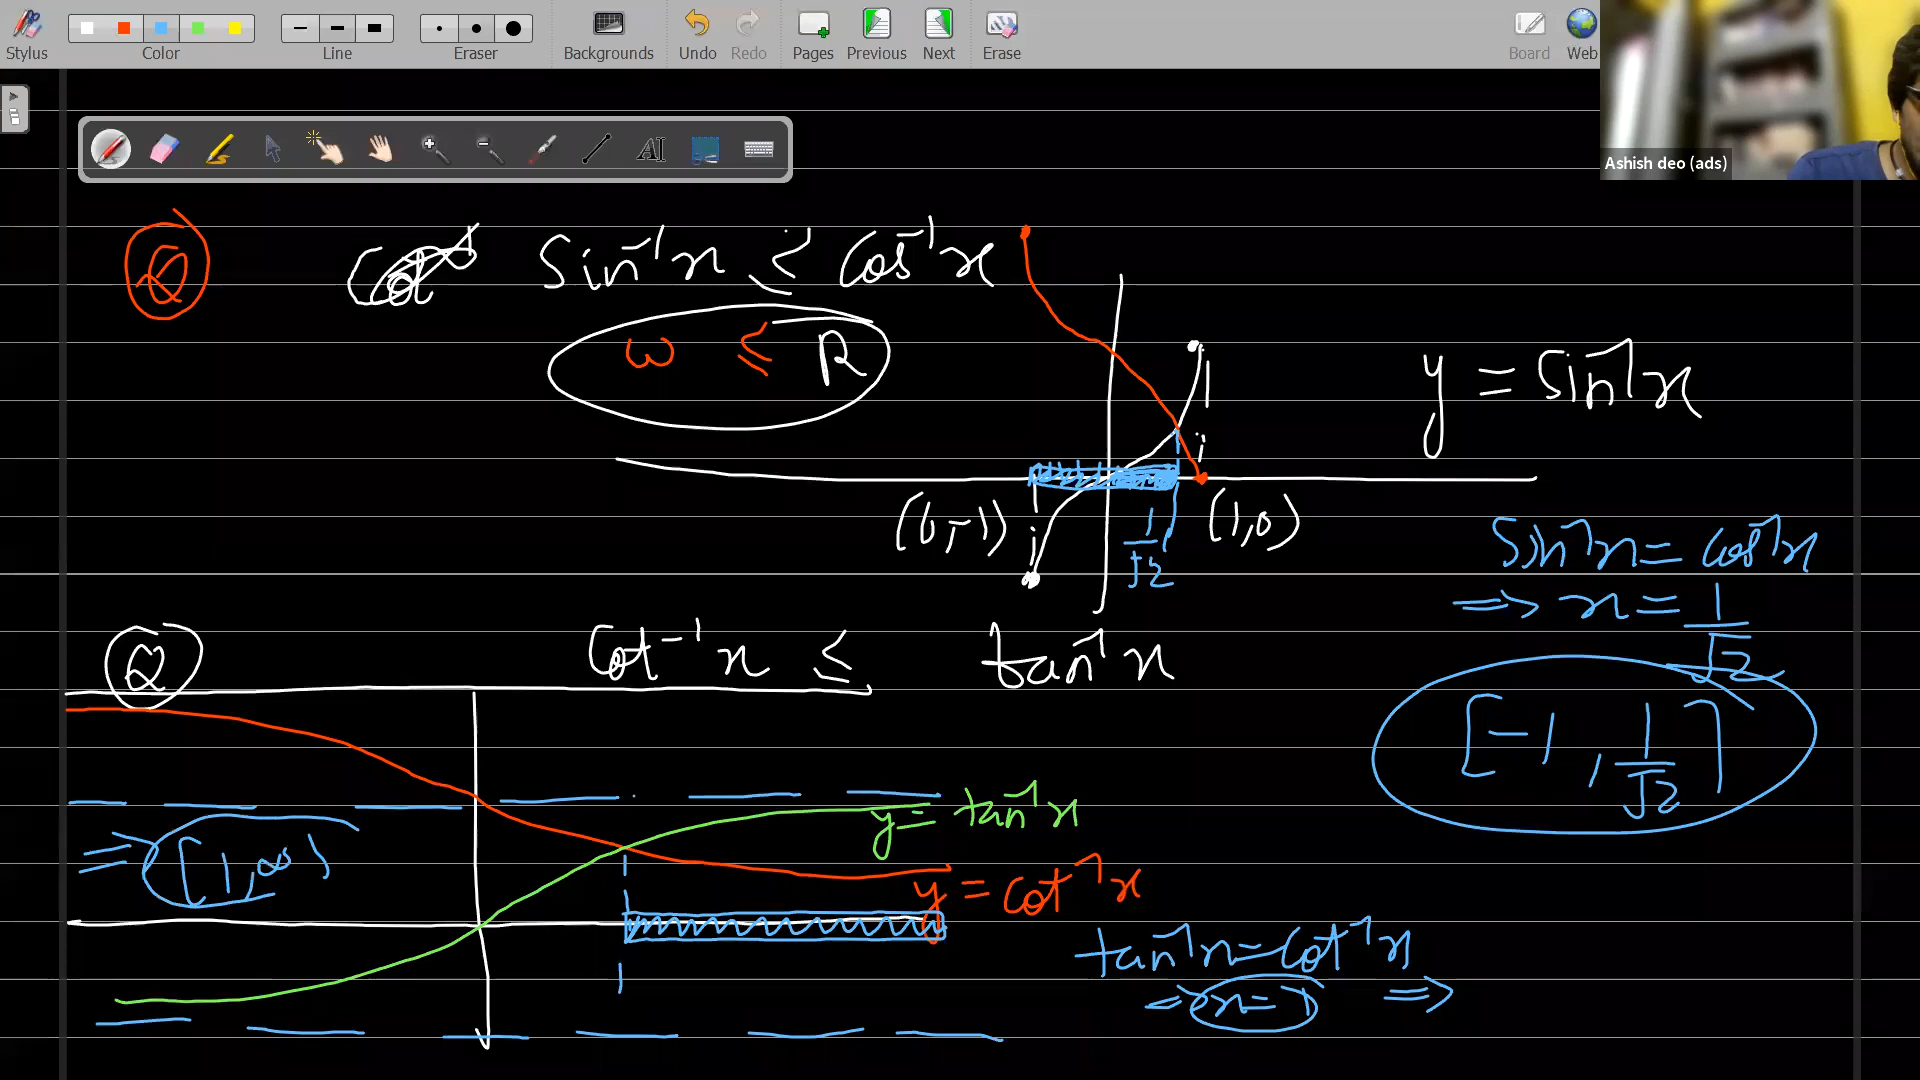 Stylus Color Line Eraser Backgrounds Undo Redo Pages Previous Next Erase Board Web
Ashish deo (ads)
Q Sin⁻¹x ≤ Cos⁻¹x
ω ≤ R
y = Sin⁻¹x
(0,-1) 1/√2 (1,0)
Sin⁻¹x = Cos⁻¹x
⇒ x = 1/√2
[-1, 1/√2]
Q Cot⁻¹x ≤ tan⁻¹x
y = tan⁻¹x
= [1,∞)
y = Cot⁻¹x
tan⁻¹x = Cot⁻¹x
x = 1 ⇒